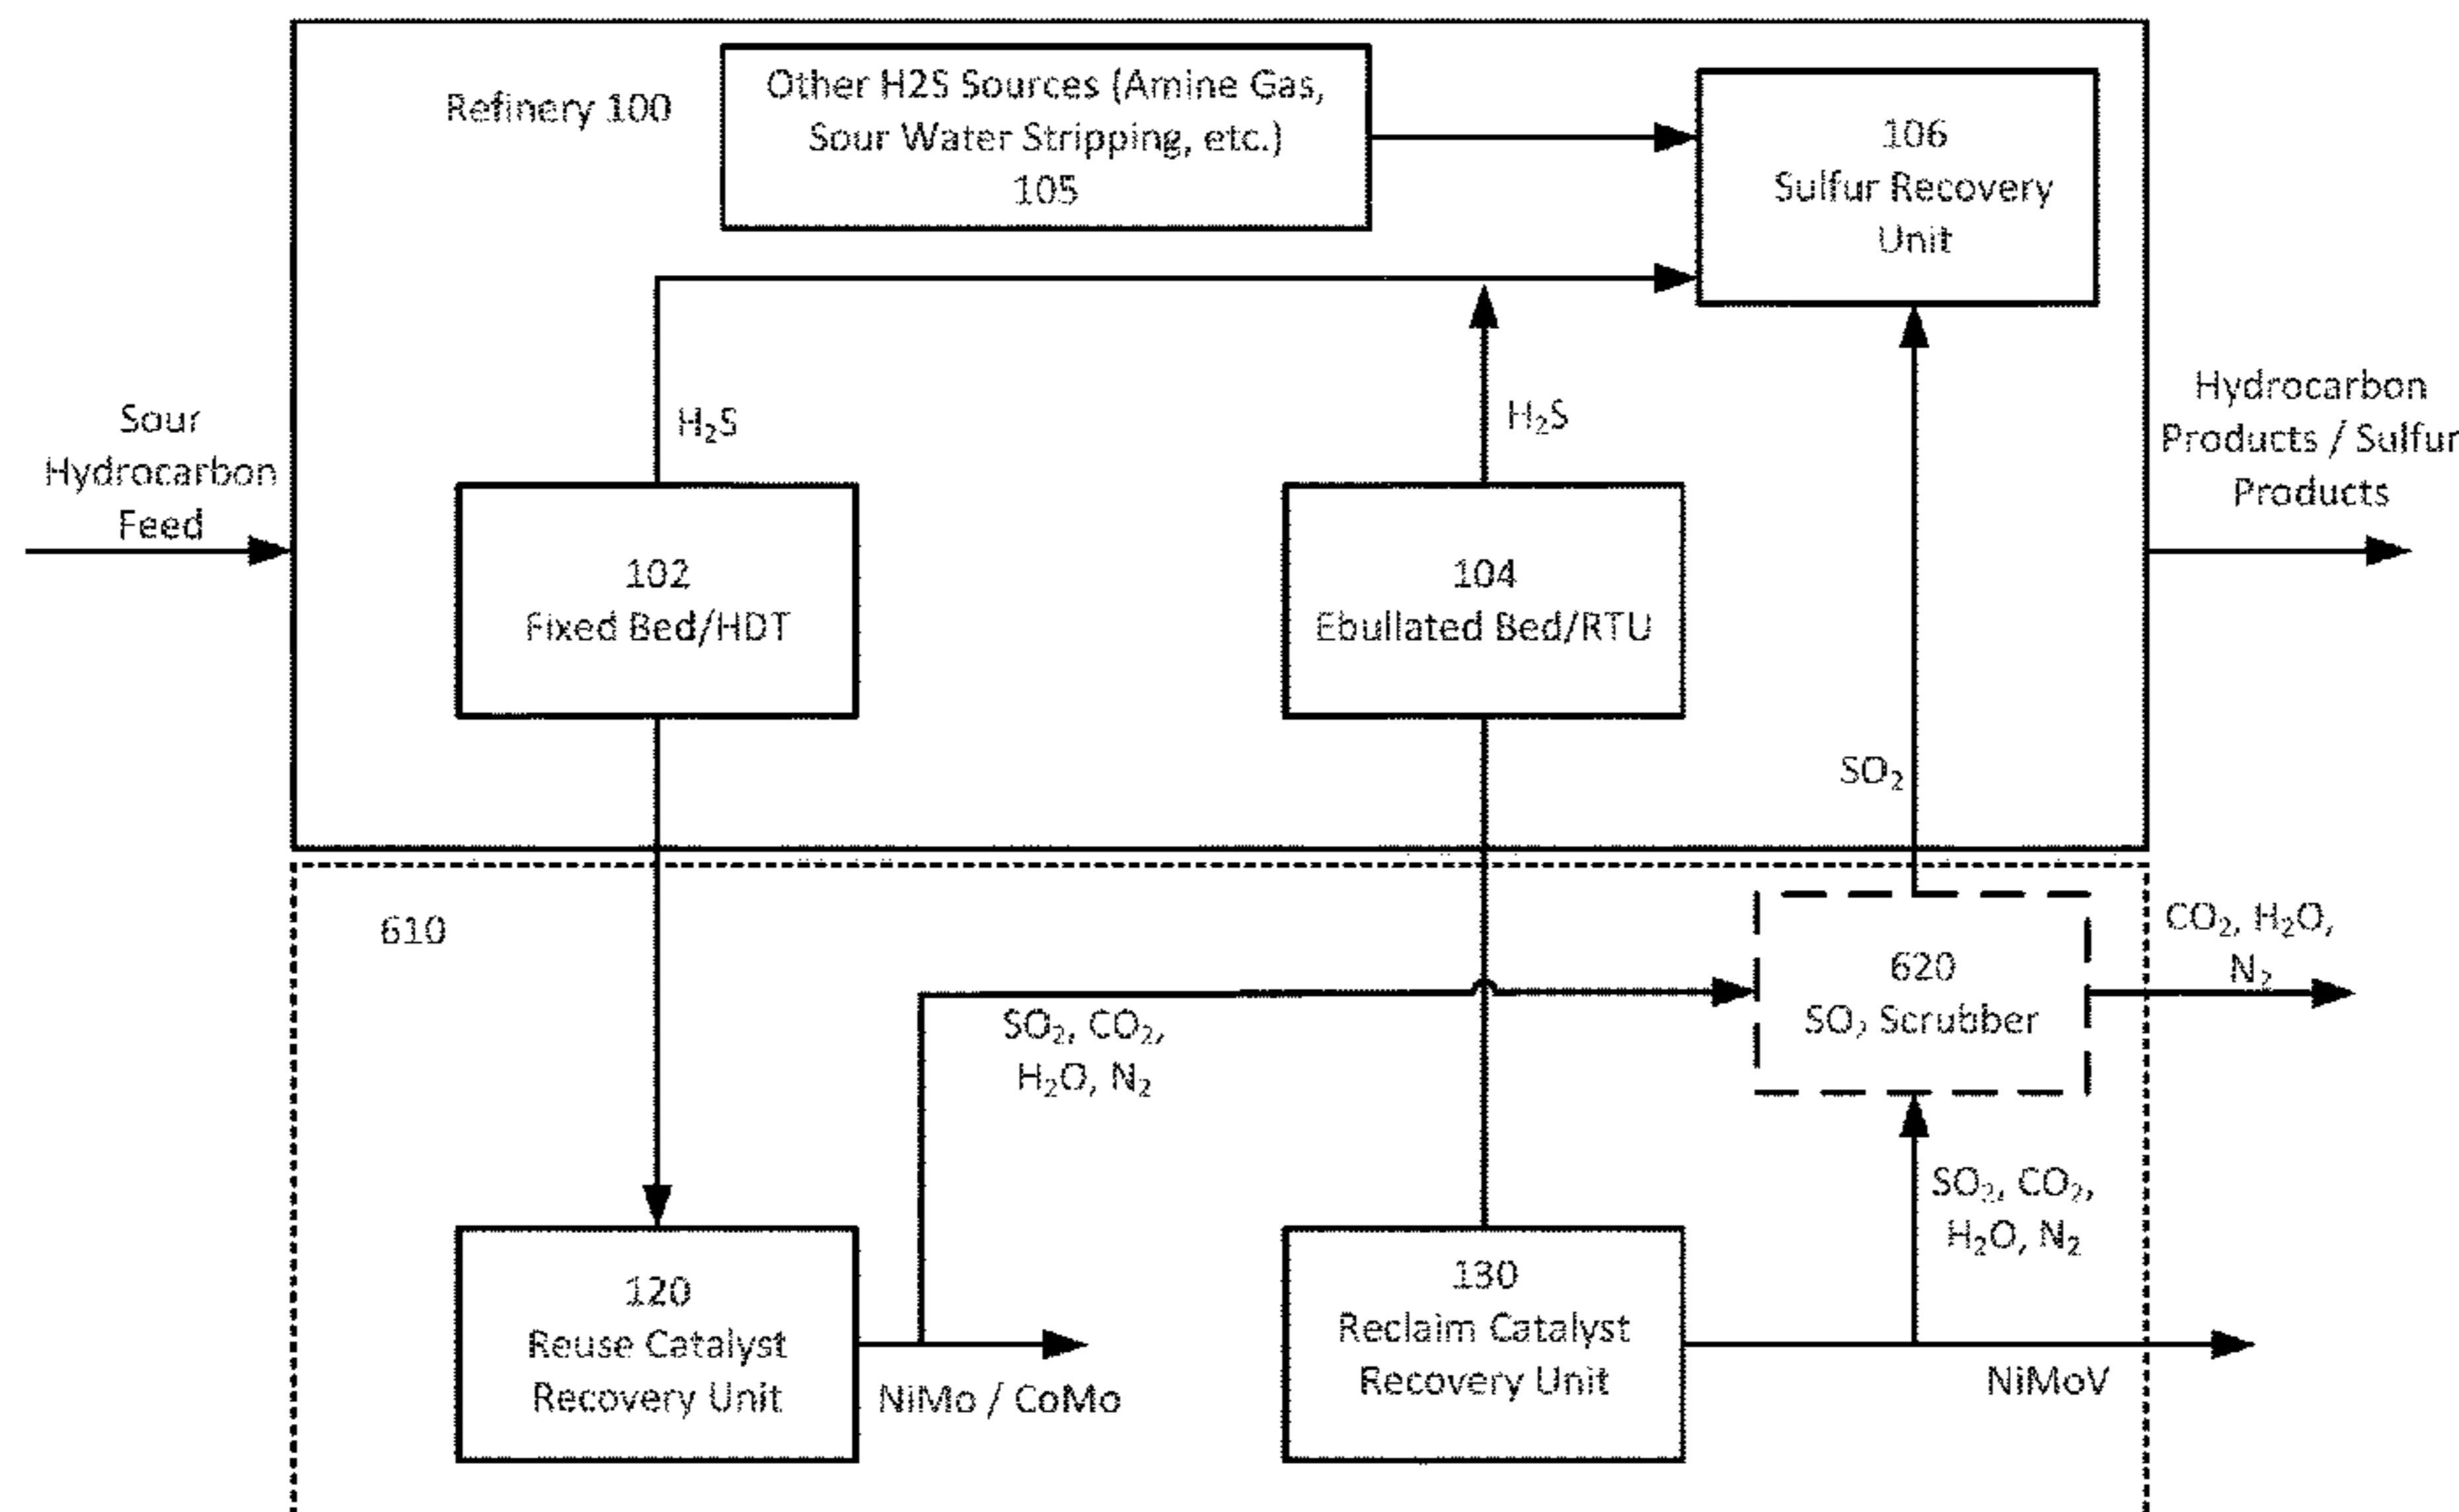 Refinery 100
Other H2S Sources (Amine Gas,
Sour Water Stripping, etc.)
105
106
Sulfur Recovery
Unit
Sour
Hydrocarbon
Feed
H₂S
H₂S
Hydrocarbon
Products / Sulfur
Products
102
Fixed Bed/HDT
104
Ebullated Bed/RTU
SO₂
610
620
SO₂ Scrubber
CO₂, H₂O,
N₂
SO₂, CO₂,
H₂O, N₂
SO₂, CO₂,
H₂O, N₂
120
Reuse Catalyst
Recovery Unit
NiMo / CoMo
130
Reclaim Catalyst
Recovery Unit
NiMoV